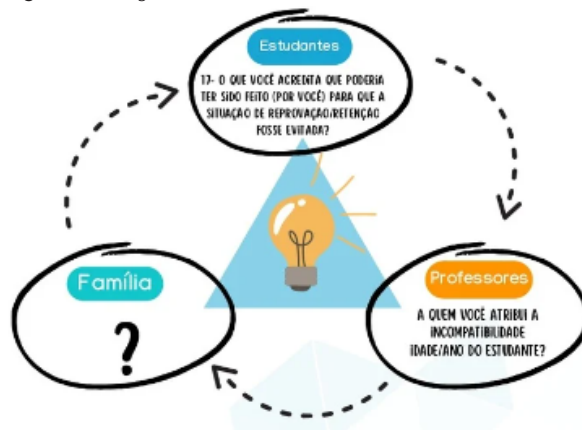 Estudantes
17- O QUE VOCÊ ACREDITA QUE PODERIA
TER SIDO FEITO (POR VOCÊ) PARA QUE A
SITUAÇÃO DE REPROVAÇÃO/RETENÇÃO
FOSSE EVITADA?
Família
?
Professores
A QUEM VOCÊ ATRIBUI A
INCOMPATIBILIDADE
IDADE/ANO DO ESTUDANTE?